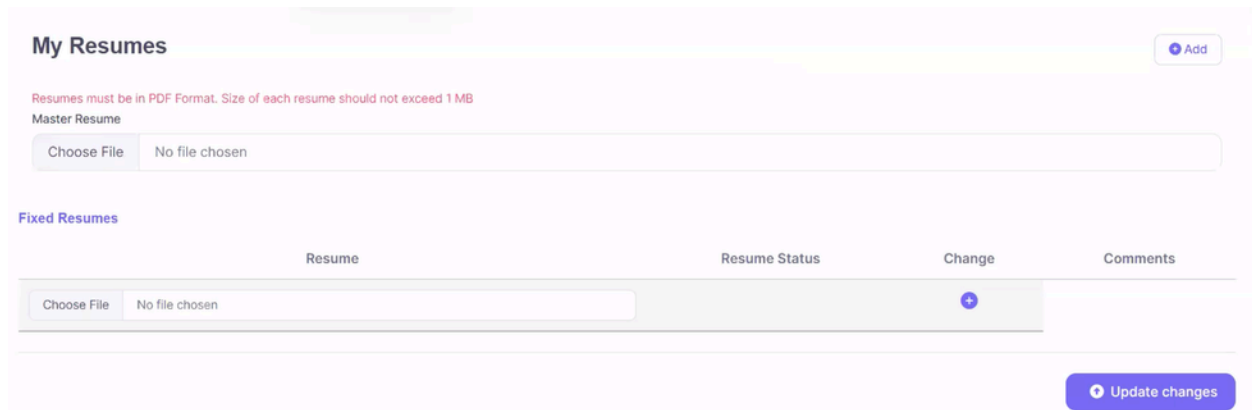 My Resumes
Add
Resumes must be in PDF Format. Size of each resume should not exceed 1 MB
Master Resume
Choose File No file chosen
Fixed Resumes
Resume Resume Status Change Comments
Choose File No file chosen
Update changes